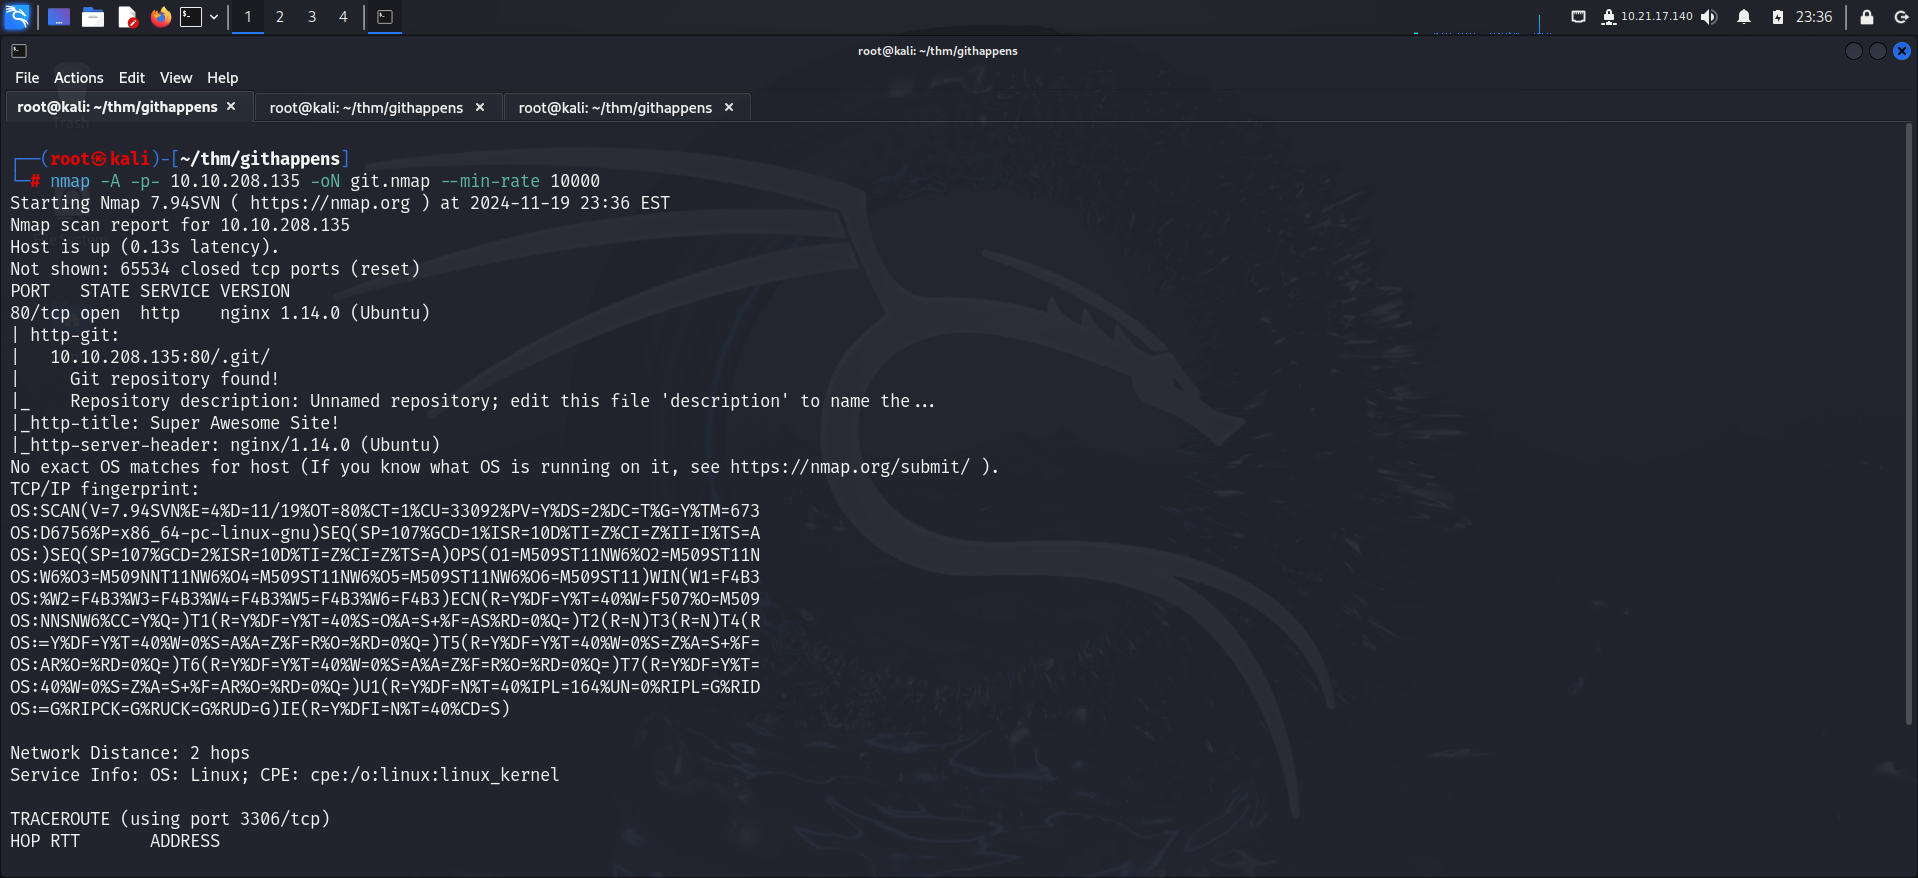 1 2 3 4 10.21.17.140 23:36
root@kali: ~/thm/githappens
File Actions Edit View Help
root@kali: ~/thm/githappens × root@kali: ~/thm/githappens × root@kali: ~/thm/githappens ×
Trash
┌──(root㉿kali)-[~/thm/githappens]
└─# nmap -A -p- 10.10.208.135 -oN git.nmap --min-rate 10000
Starting Nmap 7.94SVN ( https://nmap.org ) at 2024-11-19 23:36 EST
Nmap scan report for 10.10.208.135
Host is up (0.13s latency).
Not shown: 65534 closed tcp ports (reset)
PORT   STATE SERVICE VERSION
80/tcp open  http    nginx 1.14.0 (Ubuntu)
| http-git:
|   10.10.208.135:80/.git/
|     Git repository found!
|_    Repository description: Unnamed repository; edit this file 'description' to name the...
|_http-title: Super Awesome Site!
|_http-server-header: nginx/1.14.0 (Ubuntu)
No exact OS matches for host (If you know what OS is running on it, see https://nmap.org/submit/ ).
TCP/IP fingerprint:
OS:SCAN(V=7.94SVN%E=4%D=11/19%OT=80%CT=1%CU=33092%PV=Y%DS=2%DC=T%G=Y%TM=673
OS:D6756%P=x86_64-pc-linux-gnu)SEQ(SP=107%GCD=1%ISR=10D%TI=Z%CI=Z%II=I%TS=A
OS:)SEQ(SP=107%GCD=2%ISR=10D%TI=Z%CI=Z%TS=A)OPS(O1=M509ST11NW6%O2=M509ST11N
OS:W6%O3=M509NNT11NW6%O4=M509ST11NW6%O5=M509ST11NW6%O6=M509ST11)WIN(W1=F4B3
OS:%W2=F4B3%W3=F4B3%W4=F4B3%W5=F4B3%W6=F4B3)ECN(R=Y%DF=Y%T=40%W=F507%O=M509
OS:NNSNW6%CC=Y%Q=)T1(R=Y%DF=Y%T=40%S=O%A=S+%F=AS%RD=0%Q=)T2(R=N)T3(R=N)T4(R
OS:=Y%DF=Y%T=40%W=0%S=A%A=Z%F=R%O=%RD=0%Q=)T5(R=Y%DF=Y%T=40%W=0%S=Z%A=S+%F=
OS:AR%O=%RD=0%Q=)T6(R=Y%DF=Y%T=40%W=0%S=A%A=Z%F=R%O=%RD=0%Q=)T7(R=Y%DF=Y%T=
OS:40%W=0%S=Z%A=S+%F=AR%O=%RD=0%Q=)U1(R=Y%DF=N%T=40%IPL=164%UN=0%RIPL=G%RID
OS:=G%RIPCK=G%RUCK=G%RUD=G)IE(R=Y%DFI=N%T=40%CD=S)
Network Distance: 2 hops
Service Info: OS: Linux; CPE: cpe:/o:linux:linux_kernel
TRACEROUTE (using port 3306/tcp)
HOP RTT       ADDRESS